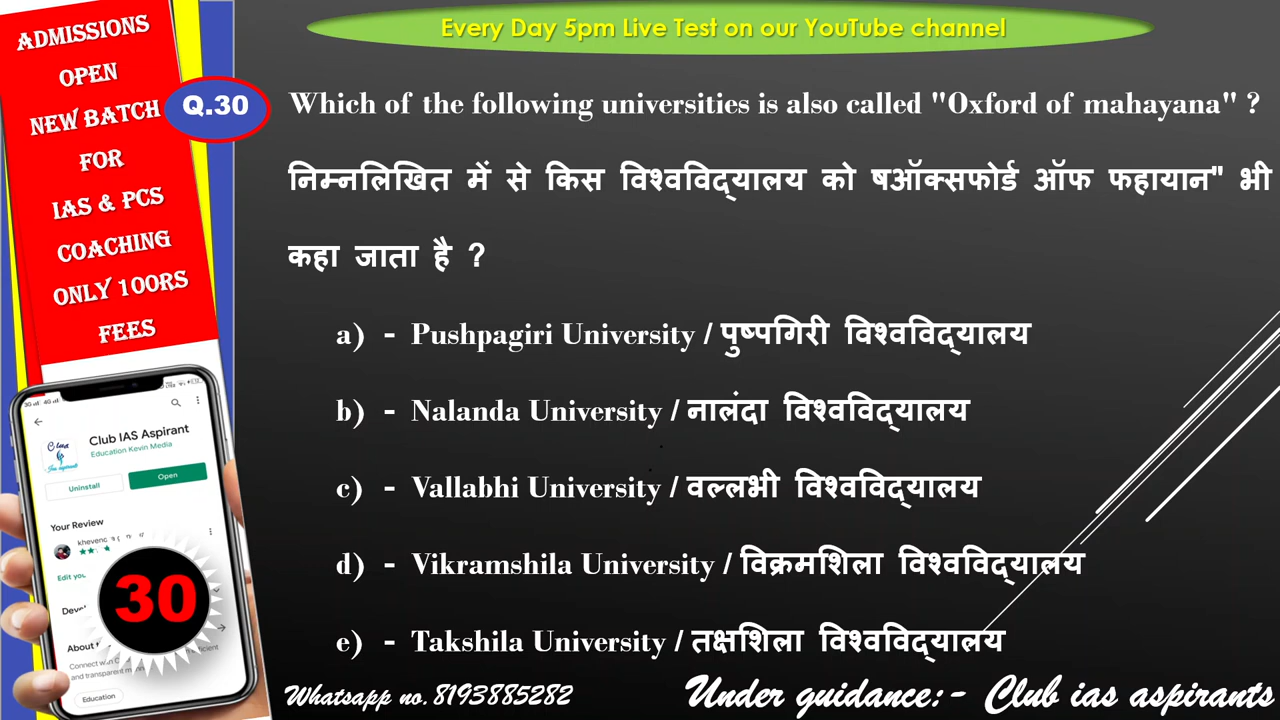 Every Day 5pm Live Test on our YouTube channel
ADMISSIONS
OPEN
NEW BATCH
FOR
IAS & PCS
COACHING
ONLY 100RS
FEES
Q.30
Which of the following universities is also called "Oxford of mahayana" ?
निम्नलिखित में से किस विश्वविद्यालय को षऑक्सफोर्ड ऑफ फहायान" भी
कहा जाता है ?
a) - Pushpagiri University / पुष्पगिरी विश्वविद्यालय
b) - Nalanda University / नालंदा विश्वविद्यालय
c) - Vallabhi University / वल्लभी विश्वविद्यालय
d) - Vikramshila University / विक्रमशिला विश्वविद्यालय
e) - Takshila University / तक्षशिला विश्वविद्यालय
Club IAS Aspirant
Education Kevin Media
Uninstall
Open
Your Review
30
Education
Whatsapp no. 8193885282
Under guidance:- Club ias aspirants